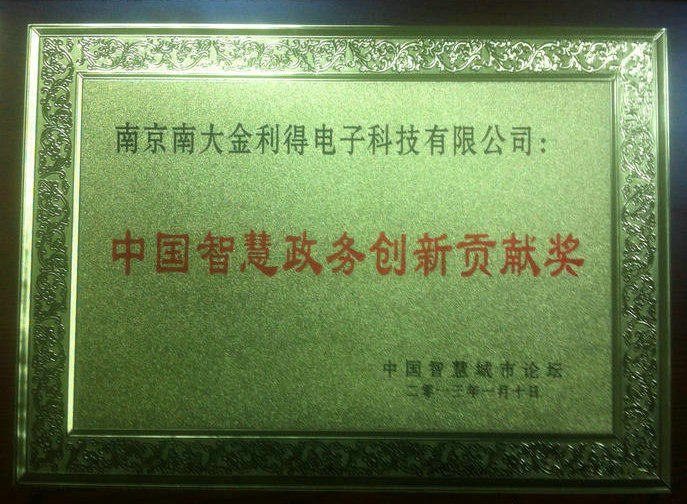 南京南大金利得电子科技有限公司：
中国智慧政务创新贡献奖
中国智慧城市论坛
二零一三年一月十日